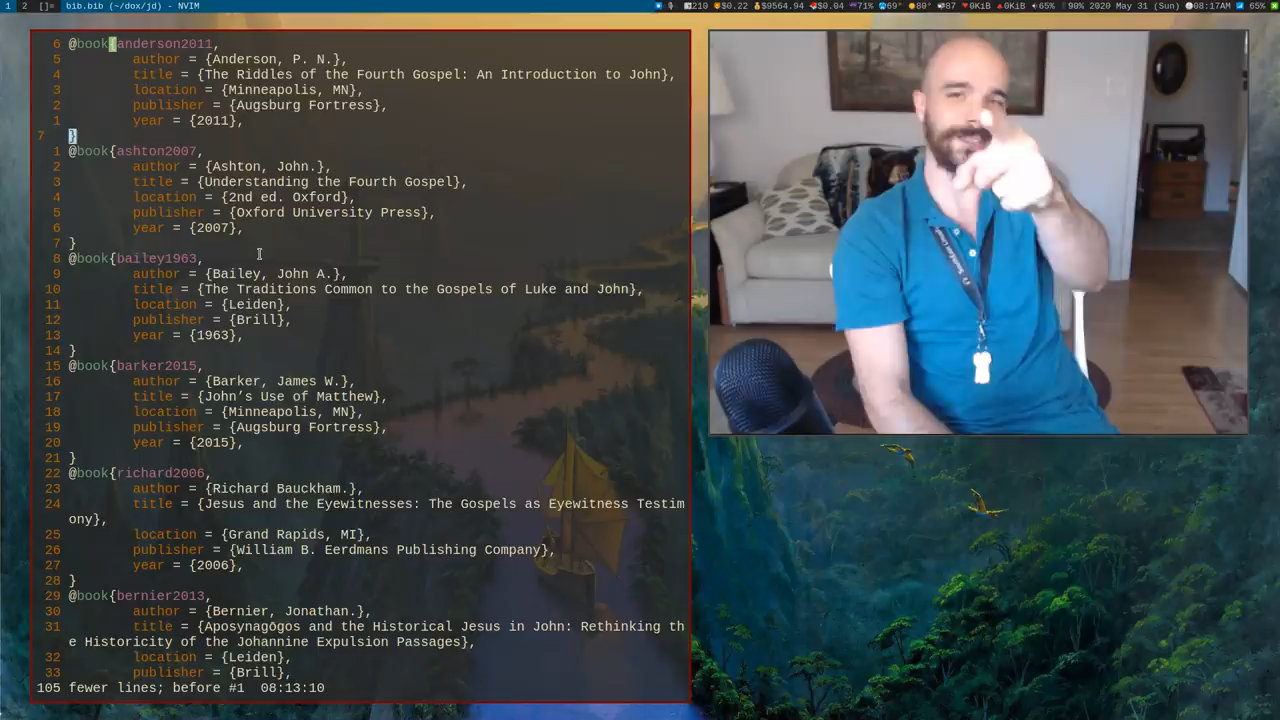 1 2 []= bib.bib (~/dox/jd) - NVIM
210 $0.22 $9564.94 $0.04 71% 69° 80° 87 0KiB 0KiB 65% 90% 2020 May 31 (Sun) 08:17AM 65%
6 @book{anderson2011,
5 author = {Anderson, P. N.},
4 title = {The Riddles of the Fourth Gospel: An Introduction to John},
3 location = {Minneapolis, MN},
2 publisher = {Augsburg Fortress},
1 year = {2011},
7 }
1 @book{ashton2007,
2 author = {Ashton, John.},
3 title = {Understanding the Fourth Gospel},
4 location = {2nd ed. Oxford},
5 publisher = {Oxford University Press},
6 year = {2007},
7 }
8 @book{bailey1963,
9 author = {Bailey, John A.},
10 title = {The Traditions Common to the Gospels of Luke and John},
11 location = {Leiden},
12 publisher = {Brill},
13 year = {1963},
14 }
15 @book{barker2015,
16 author = {Barker, James W.},
17 title = {John’s Use of Matthew},
18 location = {Minneapolis, MN},
19 publisher = {Augsburg Fortress},
20 year = {2015},
21 }
22 @book{richard2006,
23 author = {Richard Bauckham.},
24 title = {Jesus and the Eyewitnesses: The Gospels as Eyewitness Testim
ony},
25 location = {Grand Rapids, MI},
26 publisher = {William B. Eerdmans Publishing Company},
27 year = {2006},
28 }
29 @book{bernier2013,
30 author = {Bernier, Jonathan.},
31 title = {Aposynagōgos and the Historical Jesus in John: Rethinking th
e Historicity of the Johannine Expulsion Passages},
32 location = {Leiden},
33 publisher = {Brill},
105 fewer lines; before #1 08:13:10